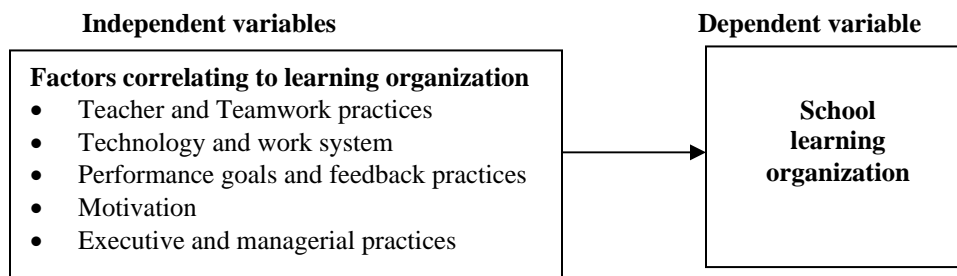 Independent variables
Dependent variable
Factors correlating to learning organization
• Teacher and Teamwork practices
• Technology and work system
• Performance goals and feedback practices
• Motivation
• Executive and managerial practices
School
learning
organization